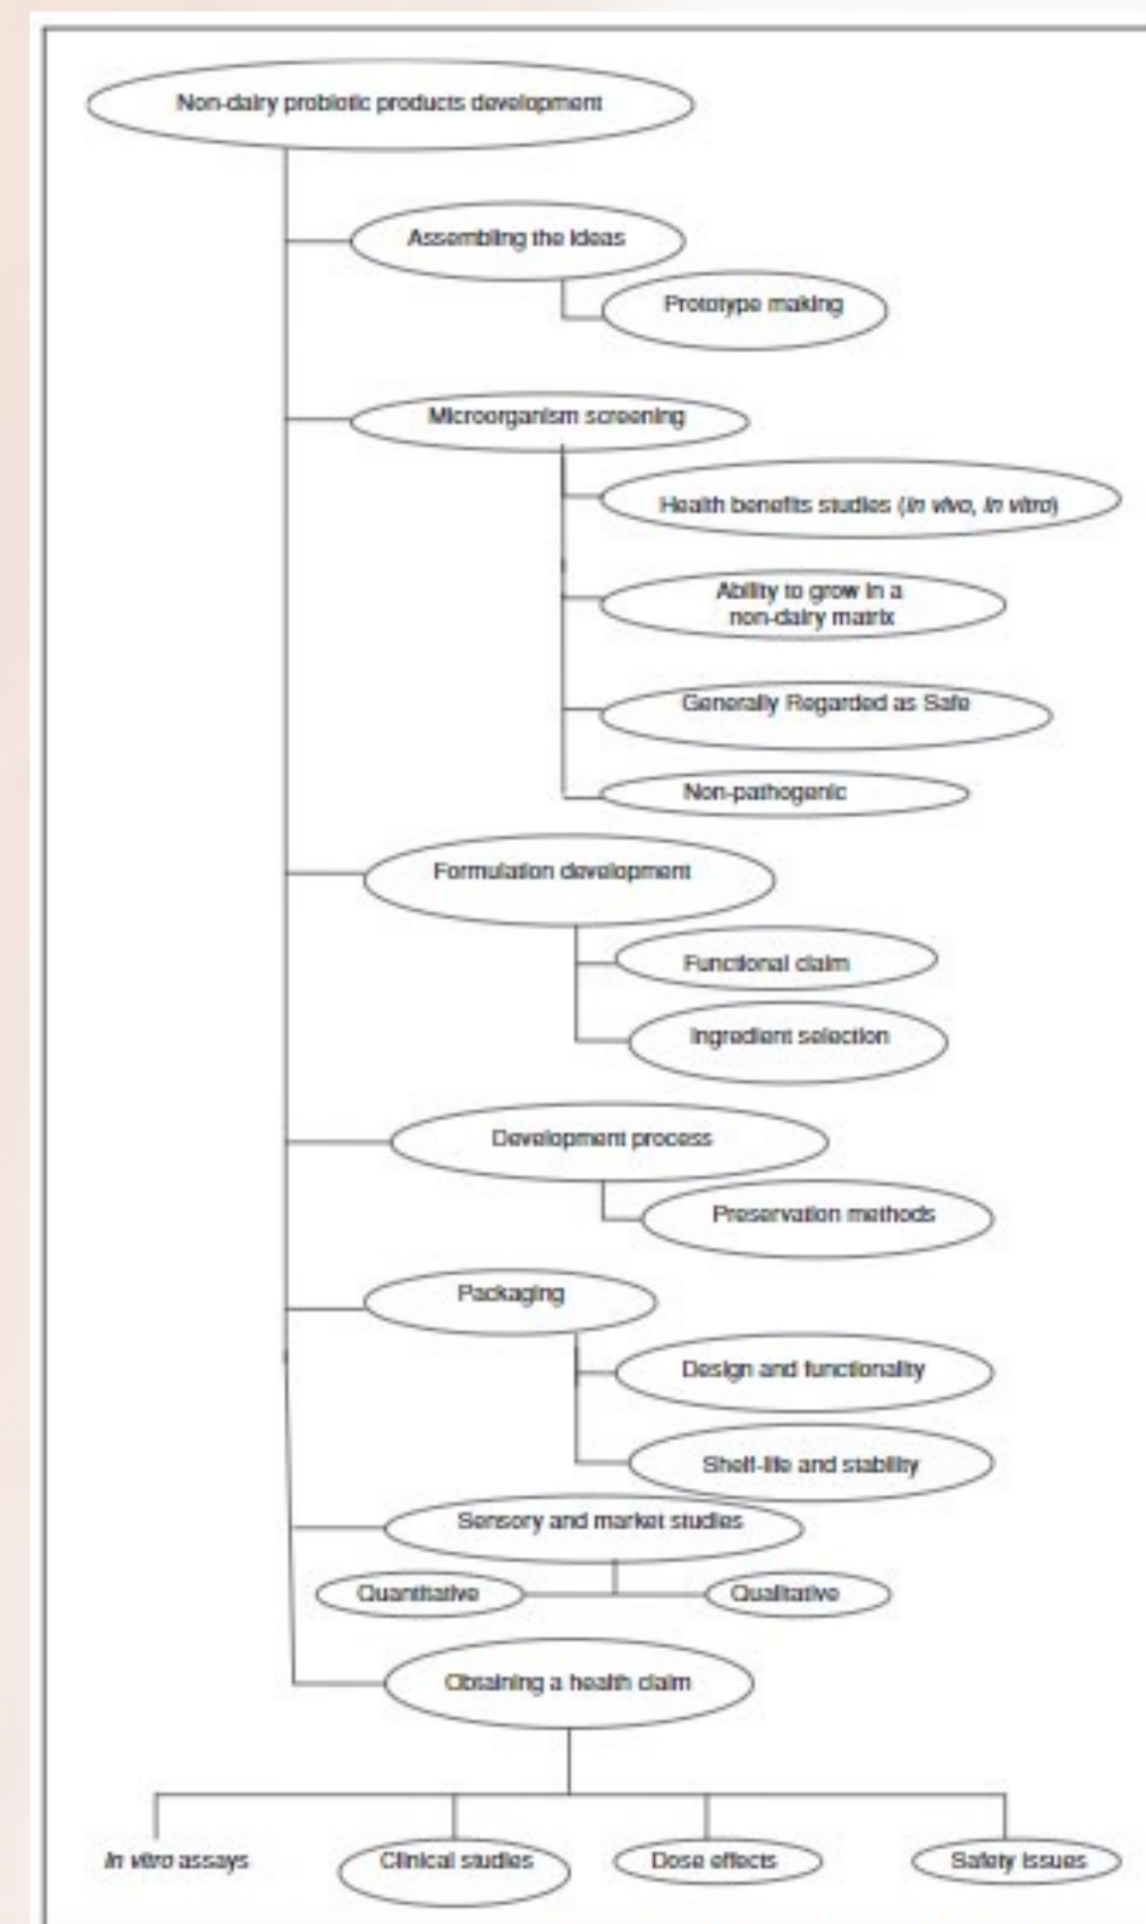 Non-dairy probiotic products development
Assembling the ideas
Prototype making
Microorganism screening
Health benefits studies (in vivo, in vitro)
Ability to grow in a
non-dairy matrix
Generally Regarded as Safe
Non-pathogenic
Formulation development
Functional claim
Ingredient selection
Development process
Preservation methods
Packaging
Design and functionality
Shelf-life and stability
Sensory and market studies
Quantitative
Qualitative
Obtaining a health claim
In vitro assays
Clinical studies
Dose effects
Safety issues